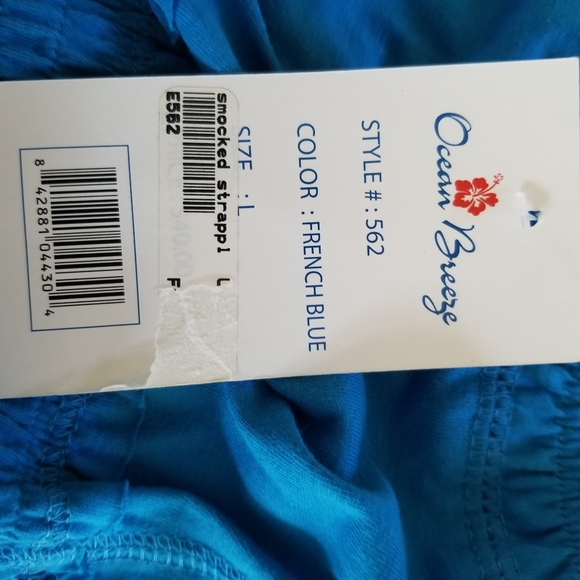 Ocean Breeze
STYLE # : 562
COLOR : FRENCH BLUE
SIZE : L
smocked strappl L
E562
8 42881 04430 4